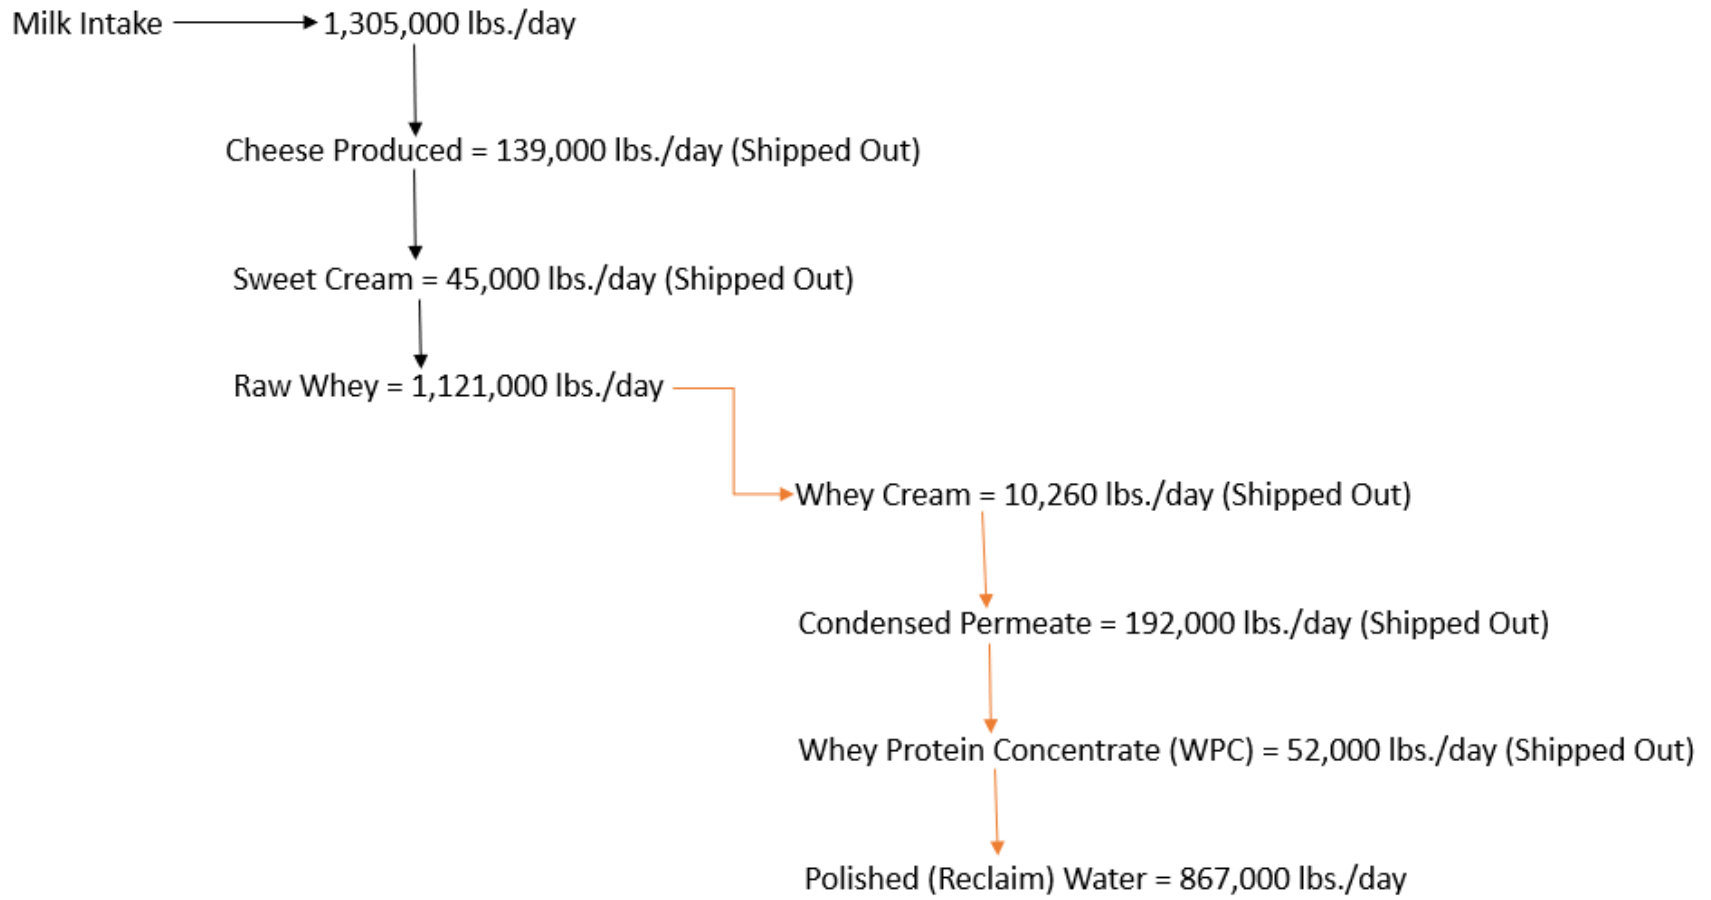 Milk Intake 1,305,000 lbs./day
Cheese Produced = 139,000 lbs./day (Shipped Out)
Sweet Cream = 45,000 lbs./day (Shipped Out)
Raw Whey = 1,121,000 lbs./day
Whey Cream = 10,260 lbs./day (Shipped Out)
Condensed Permeate = 192,000 lbs./day (Shipped Out)
Whey Protein Concentrate (WPC) = 52,000 lbs./day (Shipped Out)
Polished (Reclaim) Water = 867,000 lbs./day